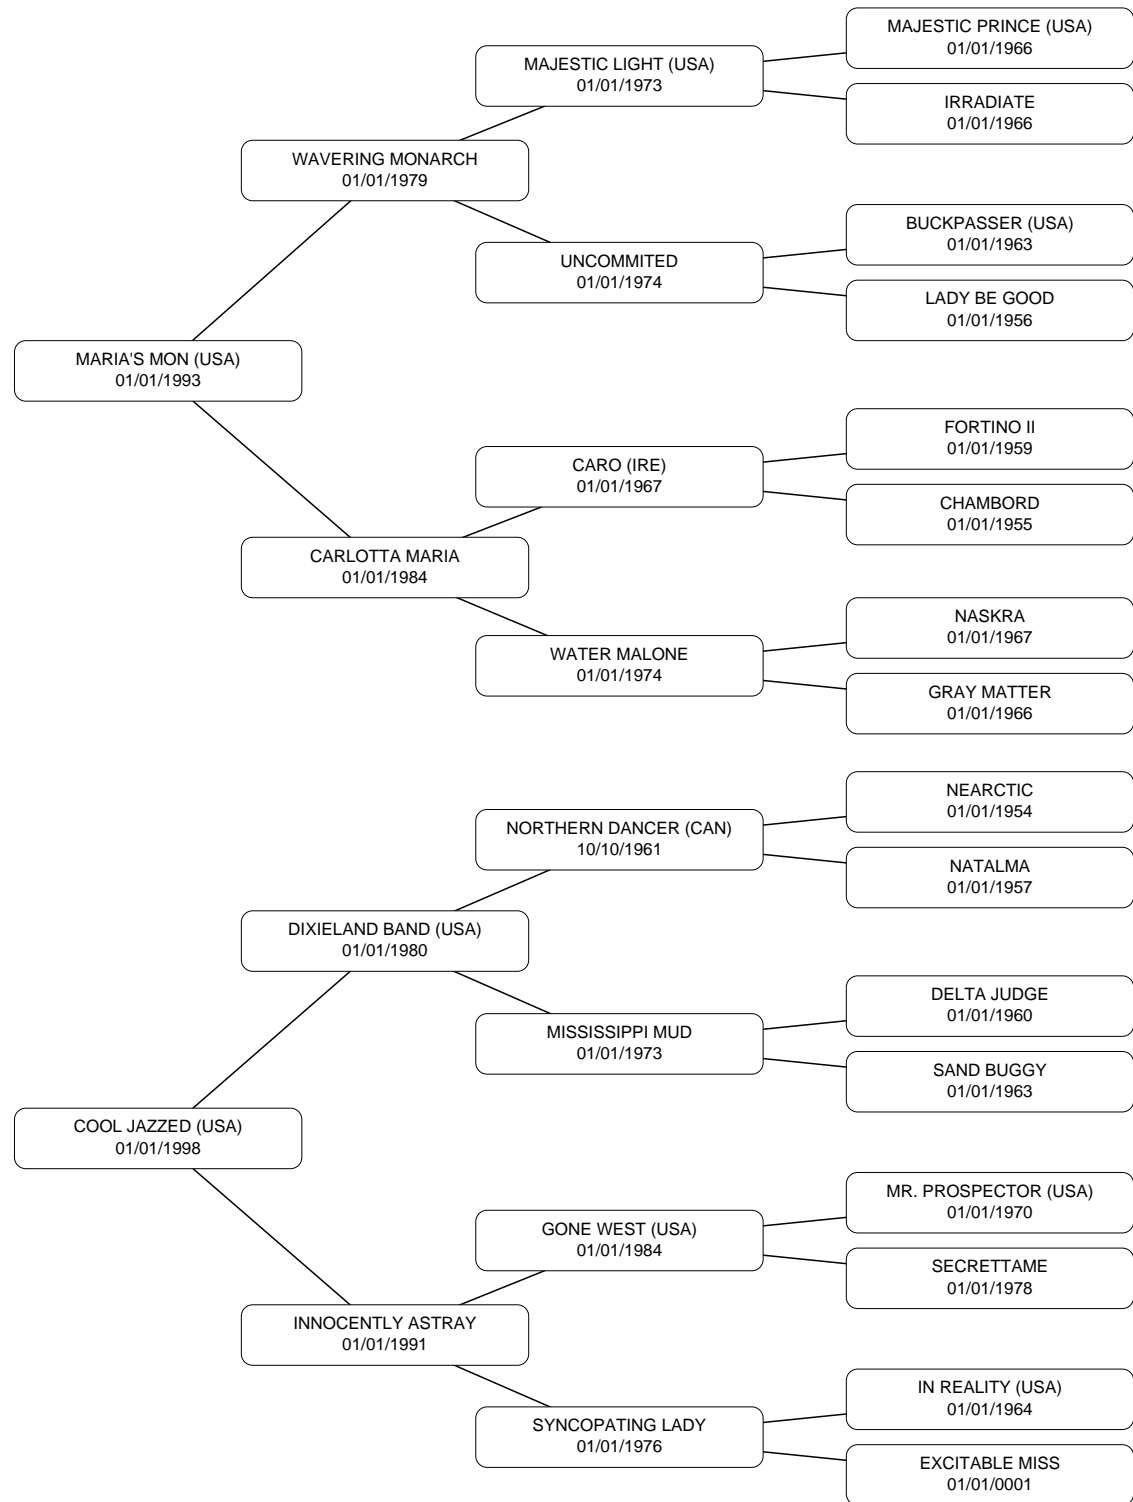 MAJESTIC PRINCE (USA)
01/01/1966
MAJESTIC LIGHT (USA)
01/01/1973
IRRADIATE
01/01/1966
WAVERING MONARCH
01/01/1979
BUCKPASSER (USA)
01/01/1963
UNCOMMITED
01/01/1974
LADY BE GOOD
01/01/1956
MARIA'S MON (USA)
01/01/1993
FORTINO II
01/01/1959
CARO (IRE)
01/01/1967
CHAMBORD
01/01/1955
CARLOTTA MARIA
01/01/1984
NASKRA
01/01/1967
WATER MALONE
01/01/1974
GRAY MATTER
01/01/1966
NEARCTIC
01/01/1954
NORTHERN DANCER (CAN)
10/10/1961
NATALMA
01/01/1957
DIXIELAND BAND (USA)
01/01/1980
DELTA JUDGE
01/01/1960
MISSISSIPPI MUD
01/01/1973
SAND BUGGY
01/01/1963
COOL JAZZED (USA)
01/01/1998
MR. PROSPECTOR (USA)
01/01/1970
GONE WEST (USA)
01/01/1984
SECRETTAME
01/01/1978
INNOCENTLY ASTRAY
01/01/1991
IN REALITY (USA)
01/01/1964
SYNCOPATING LADY
01/01/1976
EXCITABLE MISS
01/01/0001